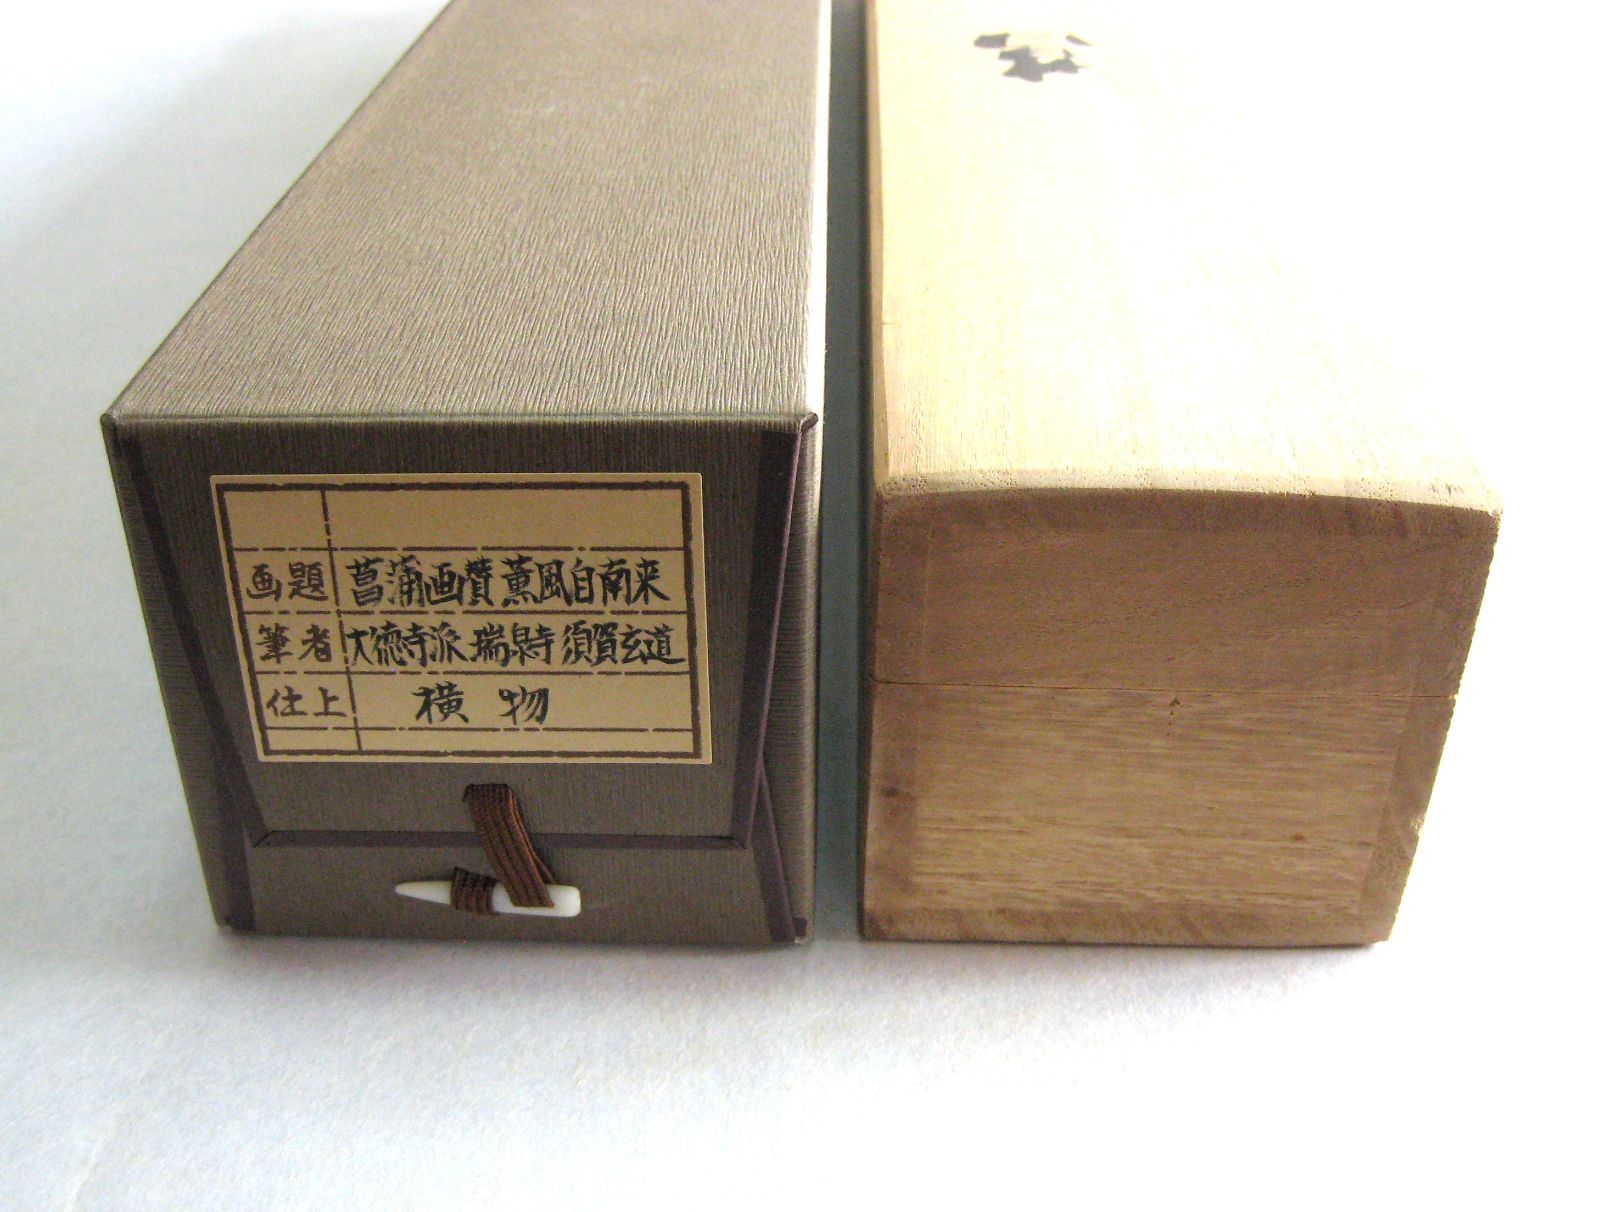 画題 菖蒲画賛 薫風自南来
筆者 大徳寺派 瑞泉寺 須賀玄道
仕上 横物